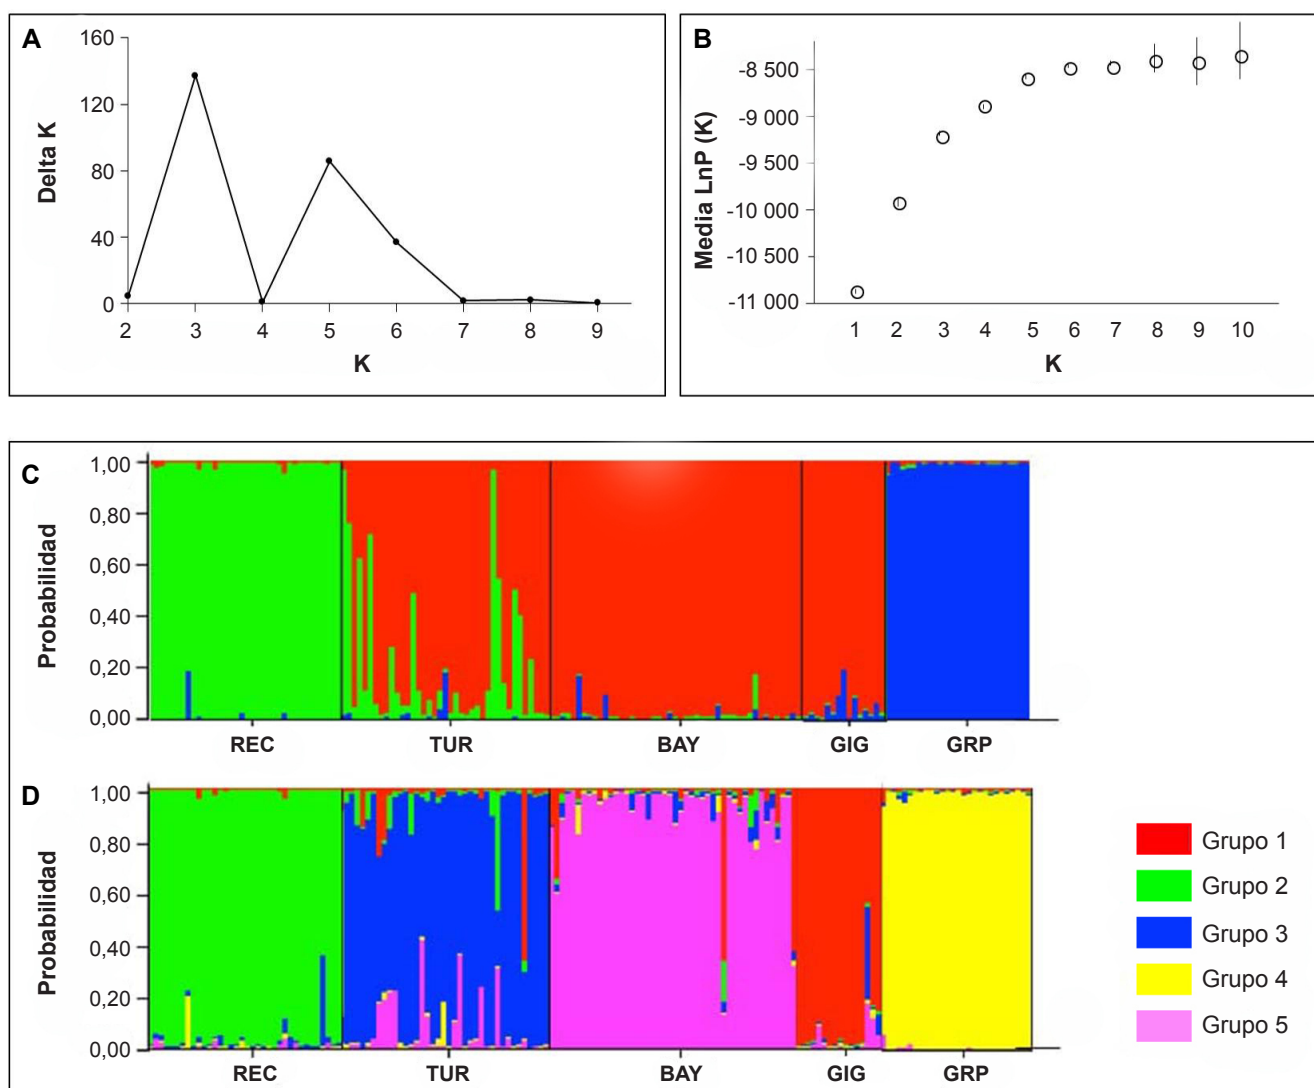 A
160
120
80
40
0
Delta K
2 3 4 5 6 7 8 9
K
B
-8 500
-9 000
-9 500
-10 000
-10 500
-11 000
Media LnP (K)
1 2 3 4 5 6 7 8 9 10
K
C
1,00
0,80
0,60
0,40
0,20
0,00
Probabilidad
REC TUR BAY GIG GRP
D
1,00
0,80
0,60
0,40
0,20
0,00
Probabilidad
REC TUR BAY GIG GRP
Grupo 1
Grupo 2
Grupo 3
Grupo 4
Grupo 5